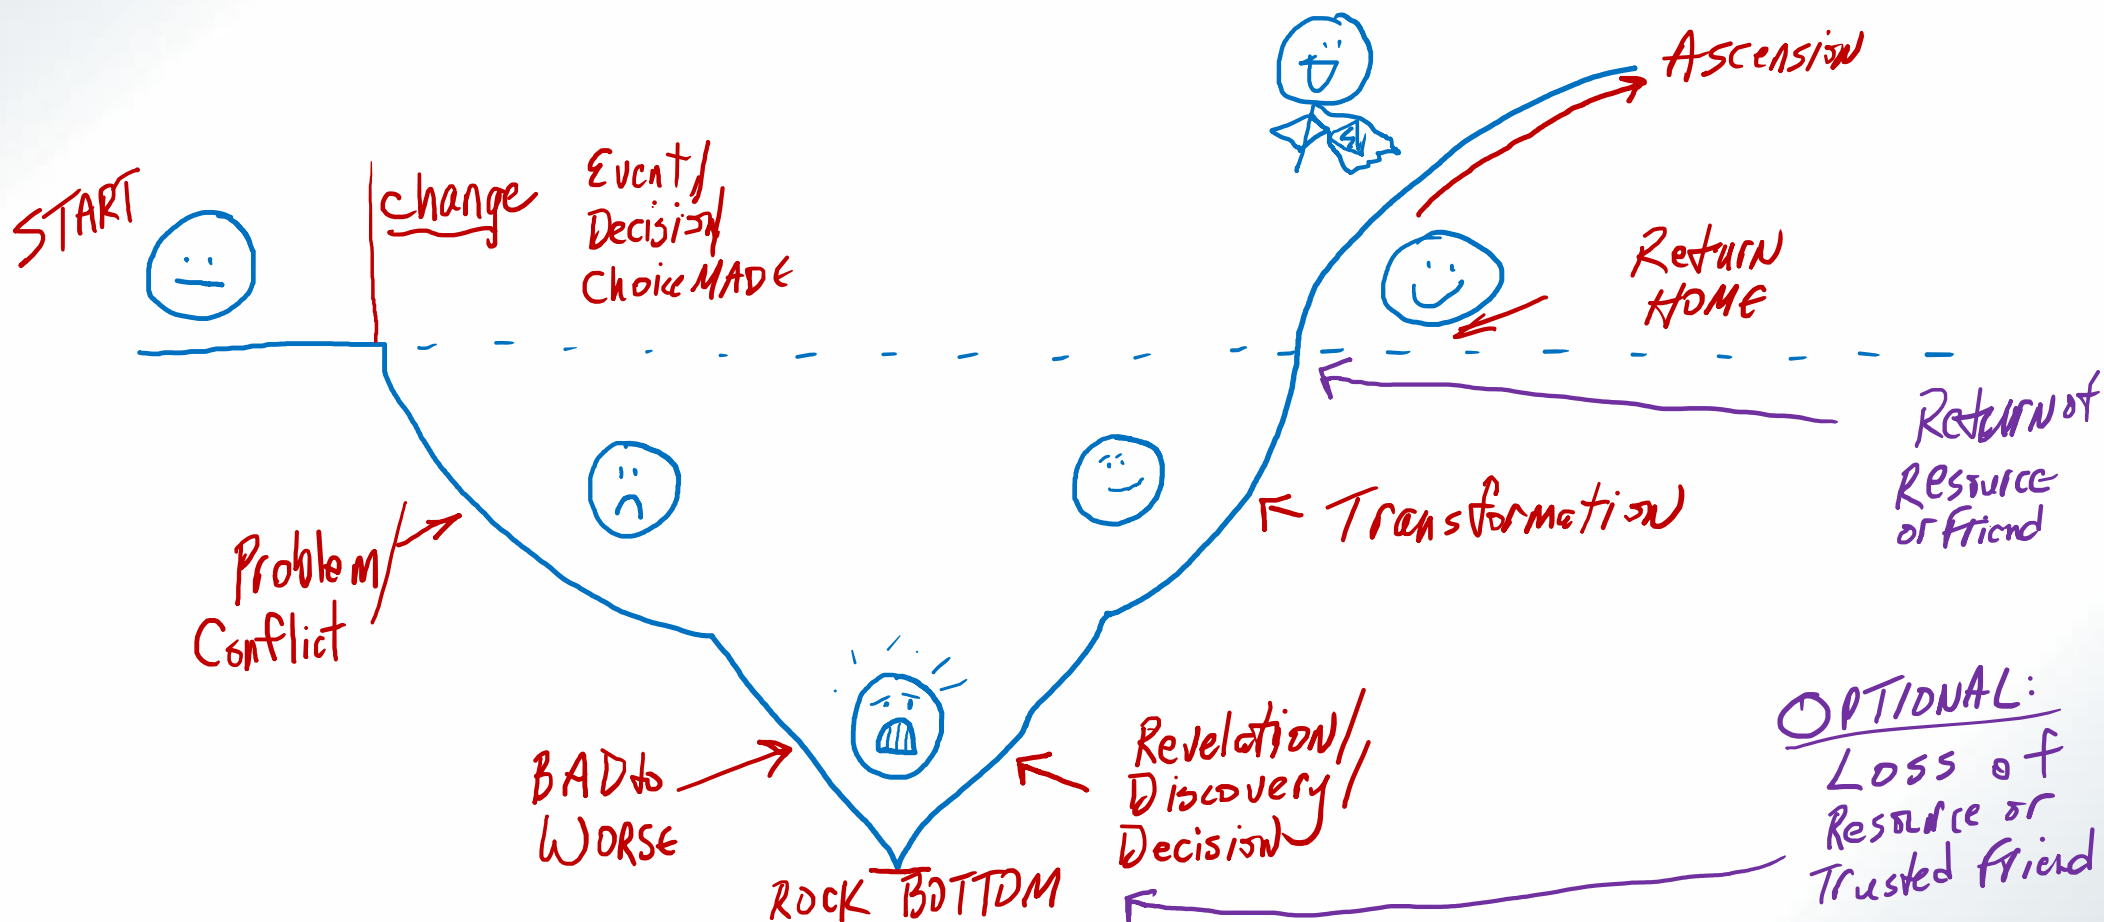 START
change
Event/
Decision/
Choice MADE
Ascension
Return
HOME
Return of
Resource
or friend
Problem/
Conflict
Transformation
BAD to
WORSE
Revelation/
Discovery/
Decision
ROCK BOTTOM
OPTIONAL:
Loss of
Resource or
Trusted friend